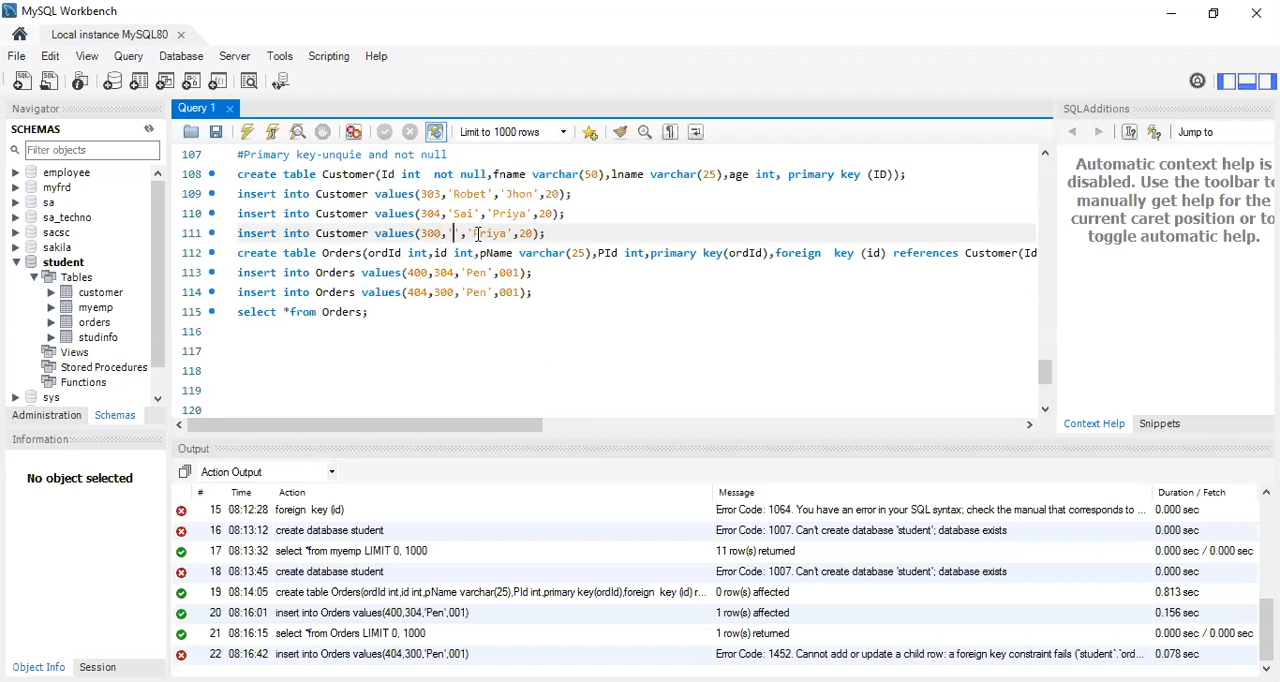 MySQL Workbench
Local instance MySQL80
File Edit View Query Database Server Tools Scripting Help
Navigator
SCHEMAS
Filter objects
employee
myfrd
sa
sa_techno
sacsc
sakila
student
Tables
customer
myemp
orders
studinfo
Views
Stored Procedures
Functions
sys
Administration Schemas
Information
No object selected
Object Info Session
Query 1
Limit to 1000 rows
107 #Primary key-unquie and not null
108 create table Customer(Id int not null,fname varchar(50),lname varchar(25),age int, primary key (ID));
109 insert into Customer values(303,'Robet','Jhon',20);
110 insert into Customer values(304,'Sai','Priya',20);
111 insert into Customer values(300,'','Priya',20);
112 create table Orders(ordId int,id int,pName varchar(25),PId int,primary key(ordId),foreign key (id) references Customer(Id
113 insert into Orders values(400,304,'Pen',001);
114 insert into Orders values(404,300,'Pen',001);
115 select *from Orders;
116
117
118
119
120
SQLAdditions
Jump to
Automatic context help is
disabled. Use the toolbar to
manually get help for the
current caret position or to
toggle automatic help.
Context Help Snippets
Output
Action Output
# Time Action Message Duration / Fetch
15 08:12:28 foreign key (id) Error Code: 1064. You have an error in your SQL syntax; check the manual that corresponds to ... 0.000 sec
16 08:13:12 create database student Error Code: 1007. Can't create database 'student'; database exists 0.000 sec
17 08:13:32 select *from myemp LIMIT 0, 1000 11 row(s) returned 0.000 sec / 0.000 sec
18 08:13:45 create database student Error Code: 1007. Can't create database 'student'; database exists 0.000 sec
19 08:14:05 create table Orders(ordId int,id int,pName varchar(25),PId int,primary key(ordId),foreign key (id) r... 0 row(s) affected 0.813 sec
20 08:16:01 insert into Orders values(400,304,'Pen',001) 1 row(s) affected 0.156 sec
21 08:16:15 select *from Orders LIMIT 0, 1000 1 row(s) returned 0.000 sec / 0.000 sec
22 08:16:42 insert into Orders values(404,300,'Pen',001) Error Code: 1452. Cannot add or update a child row: a foreign key constraint fails (`student`.`ord... 0.078 sec